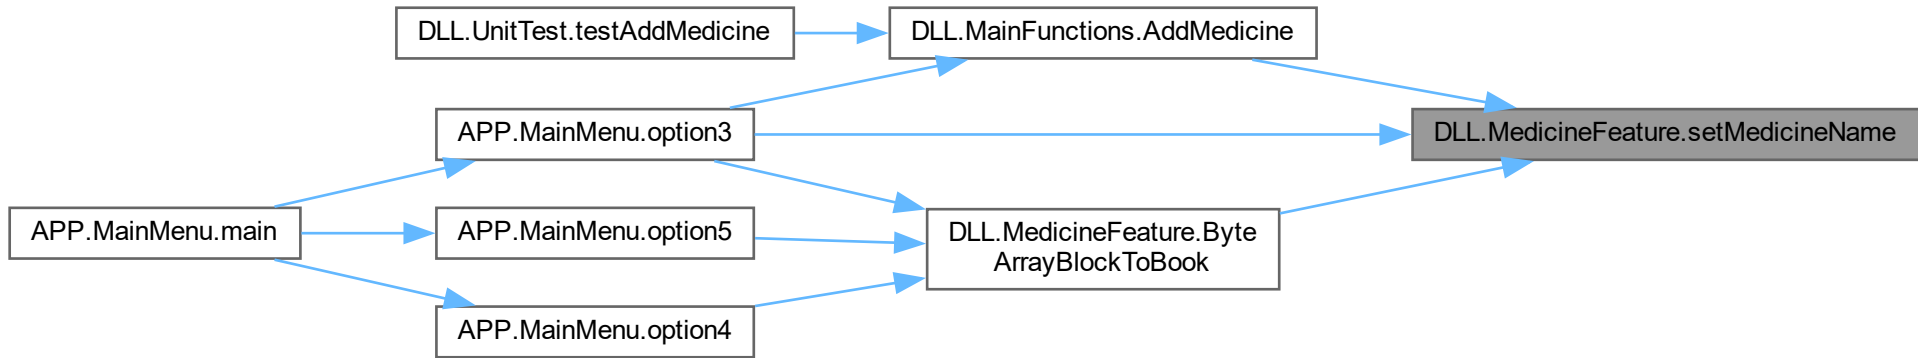 DLL.UnitTest.testAddMedicine
DLL.MainFunctions.AddMedicine
APP.MainMenu.option3
DLL.MedicineFeature.setMedicineName
APP.MainMenu.main
APP.MainMenu.option5
DLL.MedicineFeature.Byte
ArrayBlockToBook
APP.MainMenu.option4